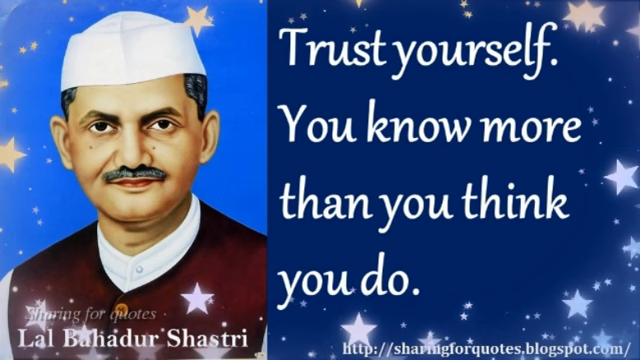 Trust yourself.
You know more
than you think
you do.
Sharing for quotes
Lal Bahadur Shastri
http://sharingforquotes.blogspot.com/